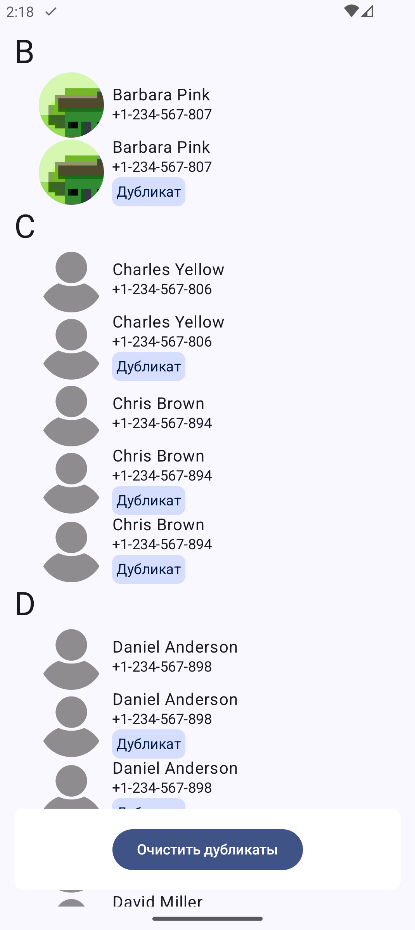 2:18
B
Barbara Pink
+1-234-567-807
Barbara Pink
+1-234-567-807
Дубликат
C
Charles Yellow
+1-234-567-806
Charles Yellow
+1-234-567-806
Дубликат
Chris Brown
+1-234-567-894
Chris Brown
+1-234-567-894
Дубликат
Chris Brown
+1-234-567-894
Дубликат
D
Daniel Anderson
+1-234-567-898
Daniel Anderson
+1-234-567-898
Дубликат
Daniel Anderson
+1-234-567-898
Дубликат
Очистить дубликаты
David Miller